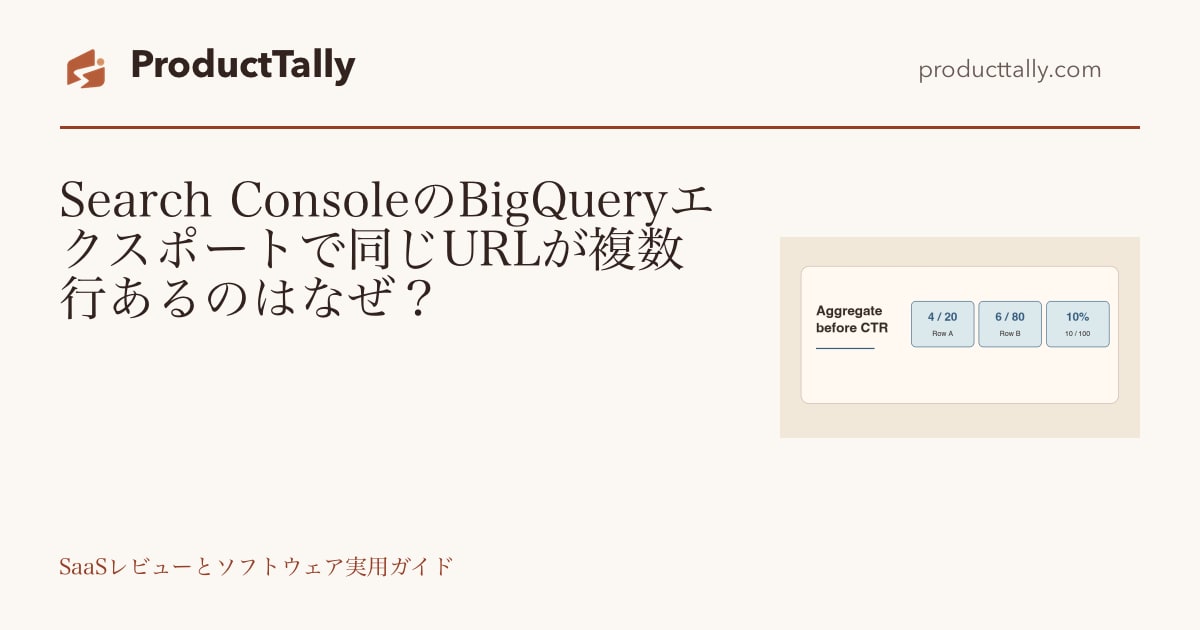 ProductTally
producttally.com
Search ConsoleのBigQueryエ
クスポートで同じURLが複数
行あるのはなぜ？
Aggregate
before CTR
4 / 20
Row A
6 / 80
Row B
10%
10 / 100
SaaSレビューとソフトウェア実用ガイド